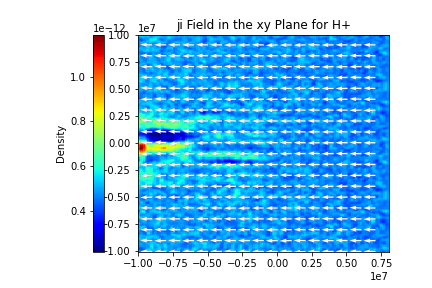 ji Field in the xy Plane for H+
1e−12
1e7
1.00
0.75
0.50
0.25
0.00
−0.25
−0.50
−0.75
−1.00
1.0
0.8
0.6
0.4
Density
−1.00 −0.75 −0.50 −0.25 0.00 0.25 0.50 0.75
1e7